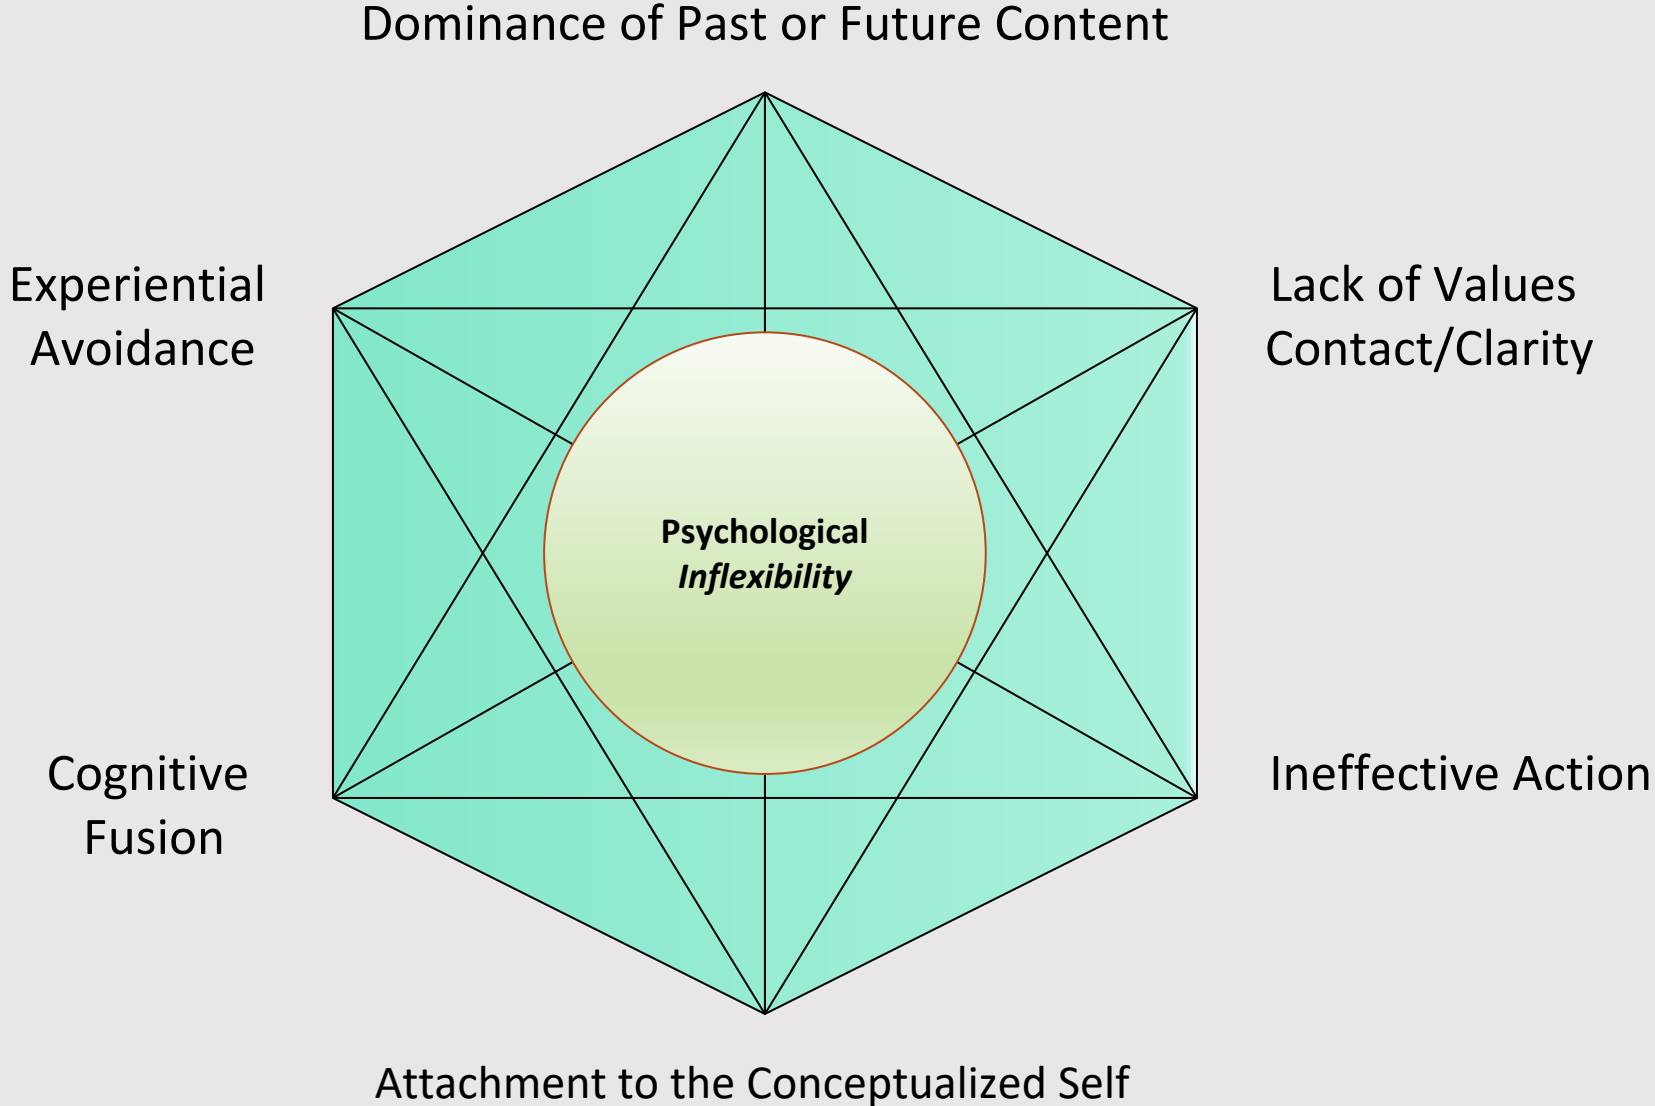 Dominance of Past or Future Content
Experiential
Avoidance
Lack of Values
Contact/Clarity
Psychological
Inflexibility
Cognitive
Fusion
Ineffective Action
Attachment to the Conceptualized Self